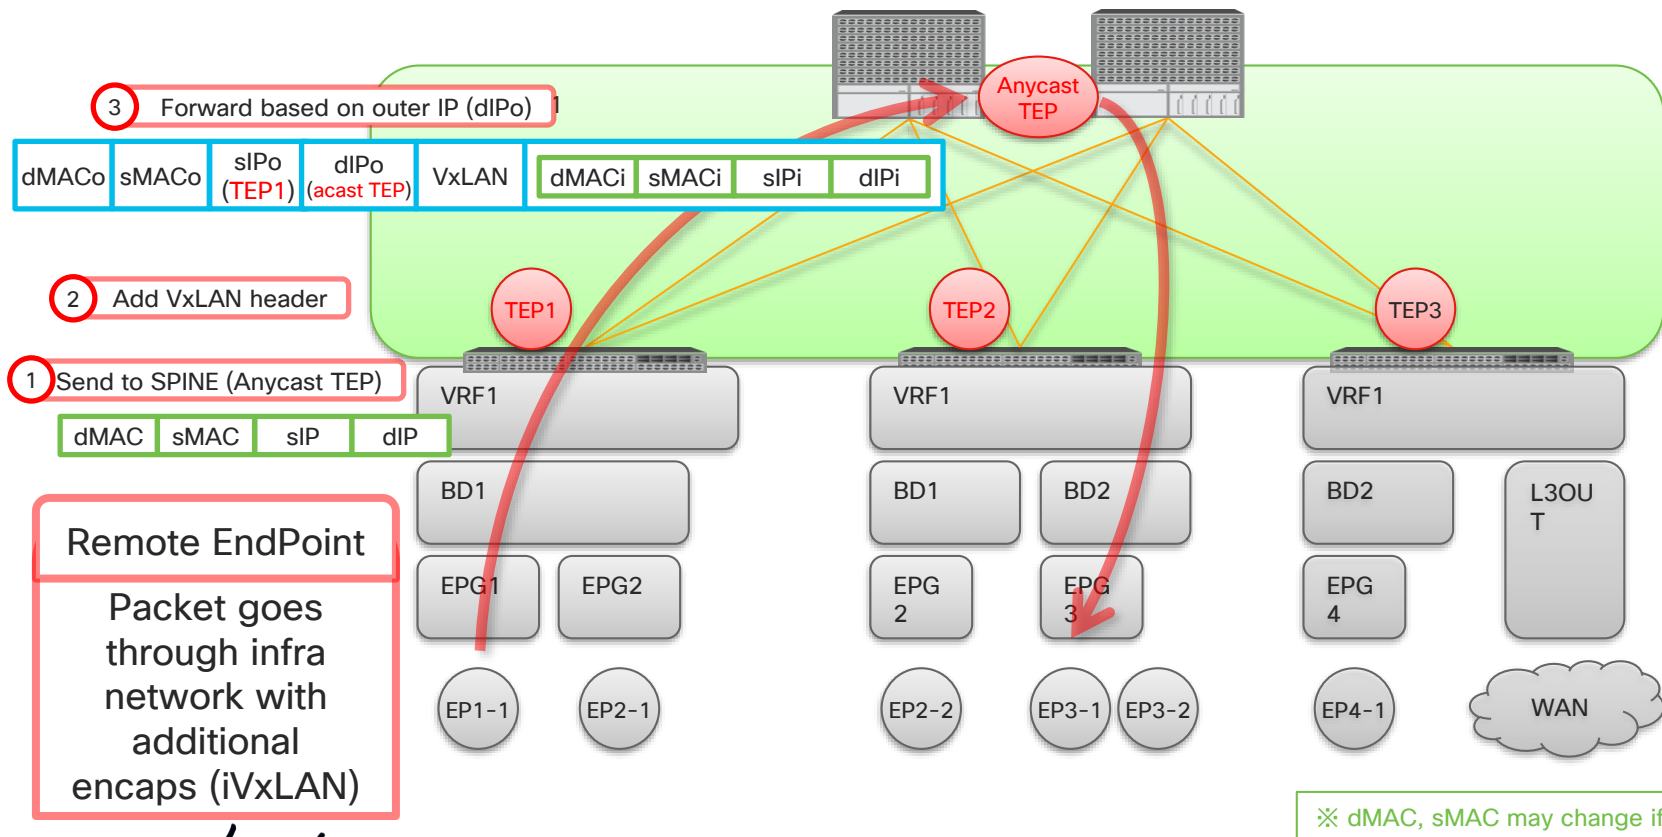 Anycast
TEP
3 Forward based on outer IP (dIPo) 1
dMACo sMACo sIPo (TEP1) dIPo (acast TEP) VxLAN dMACi sMACi sIPi dIPi
2 Add VxLAN header
TEP1 TEP2 TEP3
1 Send to SPINE (Anycast TEP)
dMAC sMAC sIP dIP
VRF1 VRF1 VRF1
BD1 BD1 BD2 BD2 L3OU
T
EPG1 EPG2 EPG
2 EPG
3 EPG
4
EP1-1 EP2-1 EP2-2 EP3-1 EP3-2 EP4-1 WAN
Remote EndPoint
Packet goes
through infra
network with
additional
encaps (iVxLAN)
※ dMAC, sMAC may change if